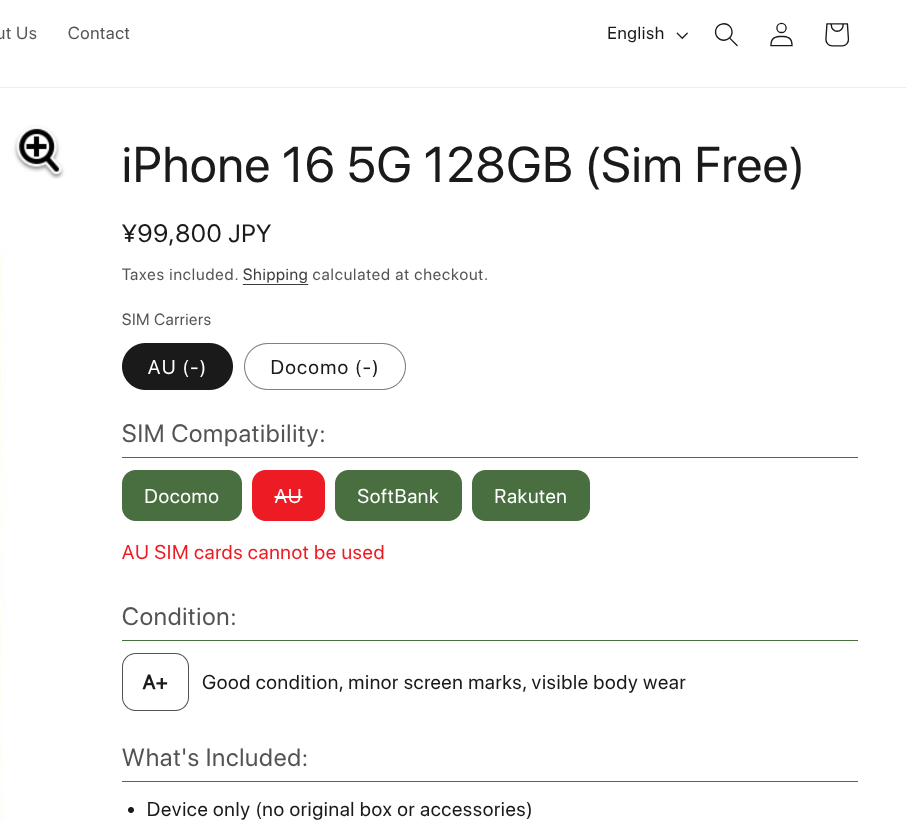 ut Us Contact English
iPhone 16 5G 128GB (Sim Free)
¥99,800 JPY
Taxes included. Shipping calculated at checkout.
SIM Carriers
AU (-) Docomo (-)
SIM Compatibility:
Docomo AU SoftBank Rakuten
AU SIM cards cannot be used
Condition:
A+ Good condition, minor screen marks, visible body wear
What's Included:
• Device only (no original box or accessories)